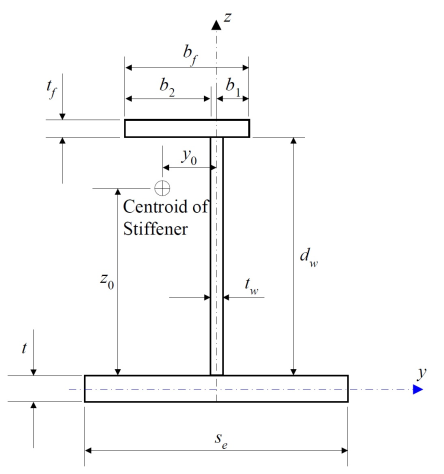 z
b_f
t_f
b_2
b_1
y_0
Centroid of
Stiffener
d_w
z_0
t_w
t
y
s_e